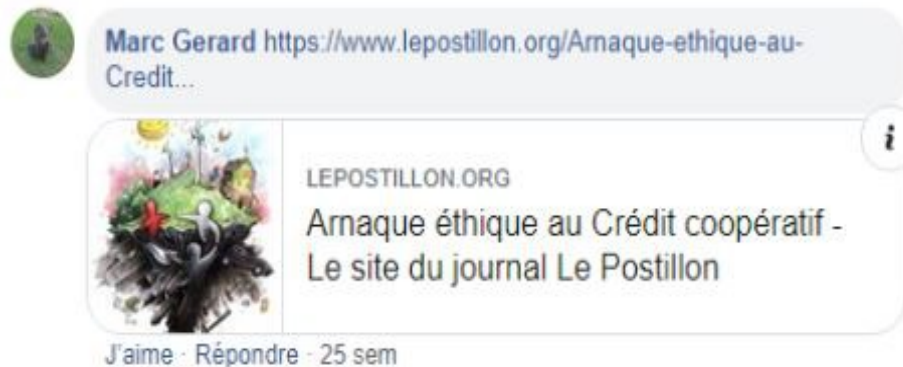 Marc Gerard https://www.lepostillon.org/Arnaque-ethique-au-
Credit...
i
LEPOSTILLON.ORG
Arnaque éthique au Crédit coopératif -
Le site du journal Le Postillon
J'aime · Répondre · 25 sem